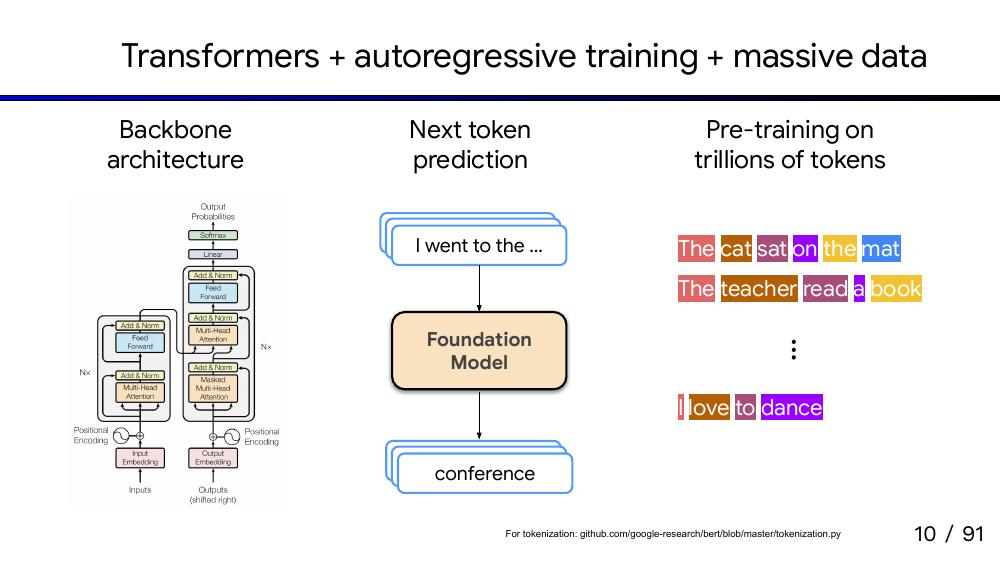 Transformers + autoregressive training + massive data
Backbone
architecture
Output
Probabilities
Softmax
Linear
Add & Norm
Feed
Forward
Add & Norm
Multi-Head
Attention
Add & Norm
Masked
Multi-Head
Attention
Nx
Add & Norm
Feed
Forward
Add & Norm
Multi-Head
Attention
Nx
Positional
Encoding
Positional
Encoding
Input
Embedding
Output
Embedding
Inputs
Outputs
(shifted right)
Next token
prediction
I went to the ...
Foundation
Model
conference
Pre-training on
trillions of tokens
The cat sat on the mat
The teacher read a book
I love to dance
For tokenization: github.com/google-research/bert/blob/master/tokenization.py
10 / 91